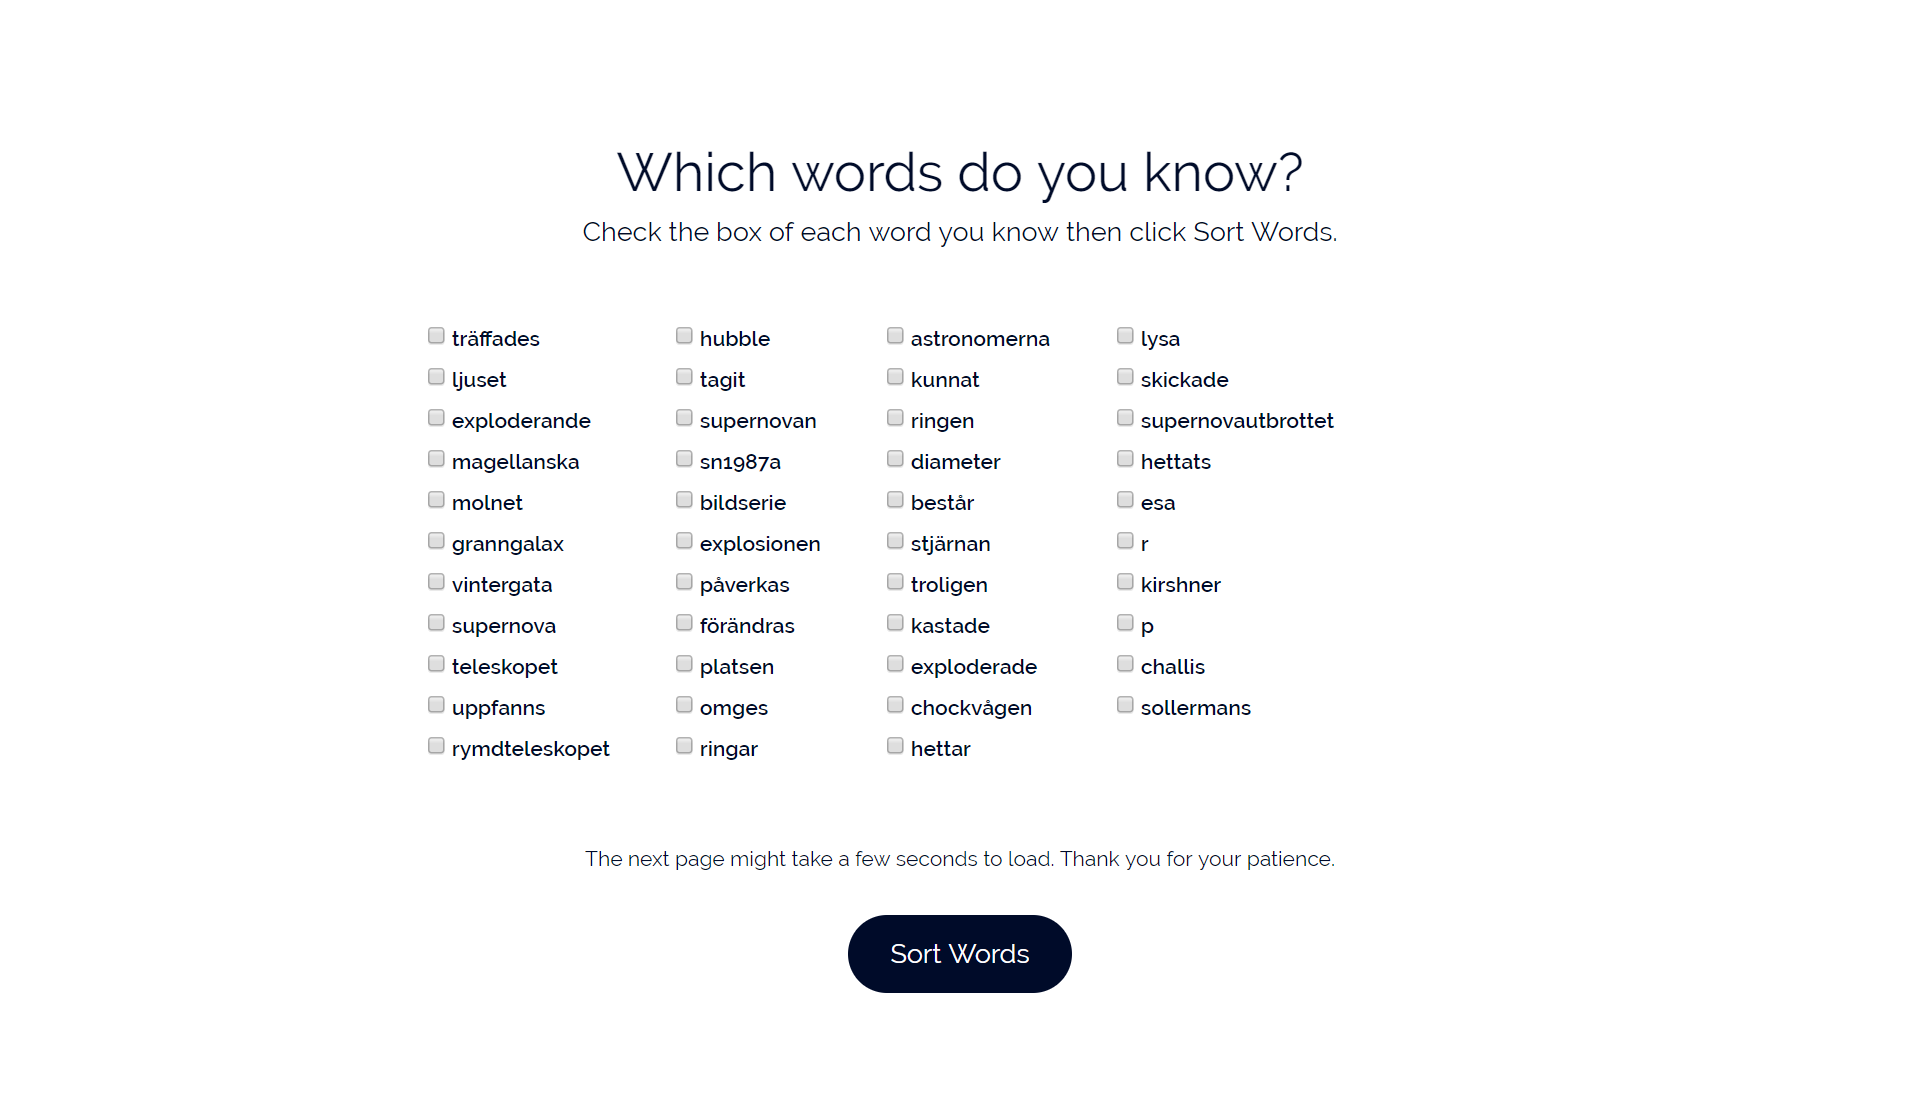 Which words do you know?
Check the box of each word you know then click Sort Words.
träffades
ljuset
exploderande
magellanska
molnet
granngalax
vintergata
supernova
teleskopet
uppfanns
rymdteleskopet
hubble
tagit
supernovan
sn1987a
bildserie
explosionen
påverkas
förändras
platsen
omges
ringar
astronomerna
kunnat
ringen
diameter
består
stjärnan
troligen
kastade
exploderade
chockvågen
hettar
lysa
skickade
supernovautbrottet
hettats
esa
r
kirshner
p
challis
sollermans
The next page might take a few seconds to load. Thank you for your patience.
Sort Words